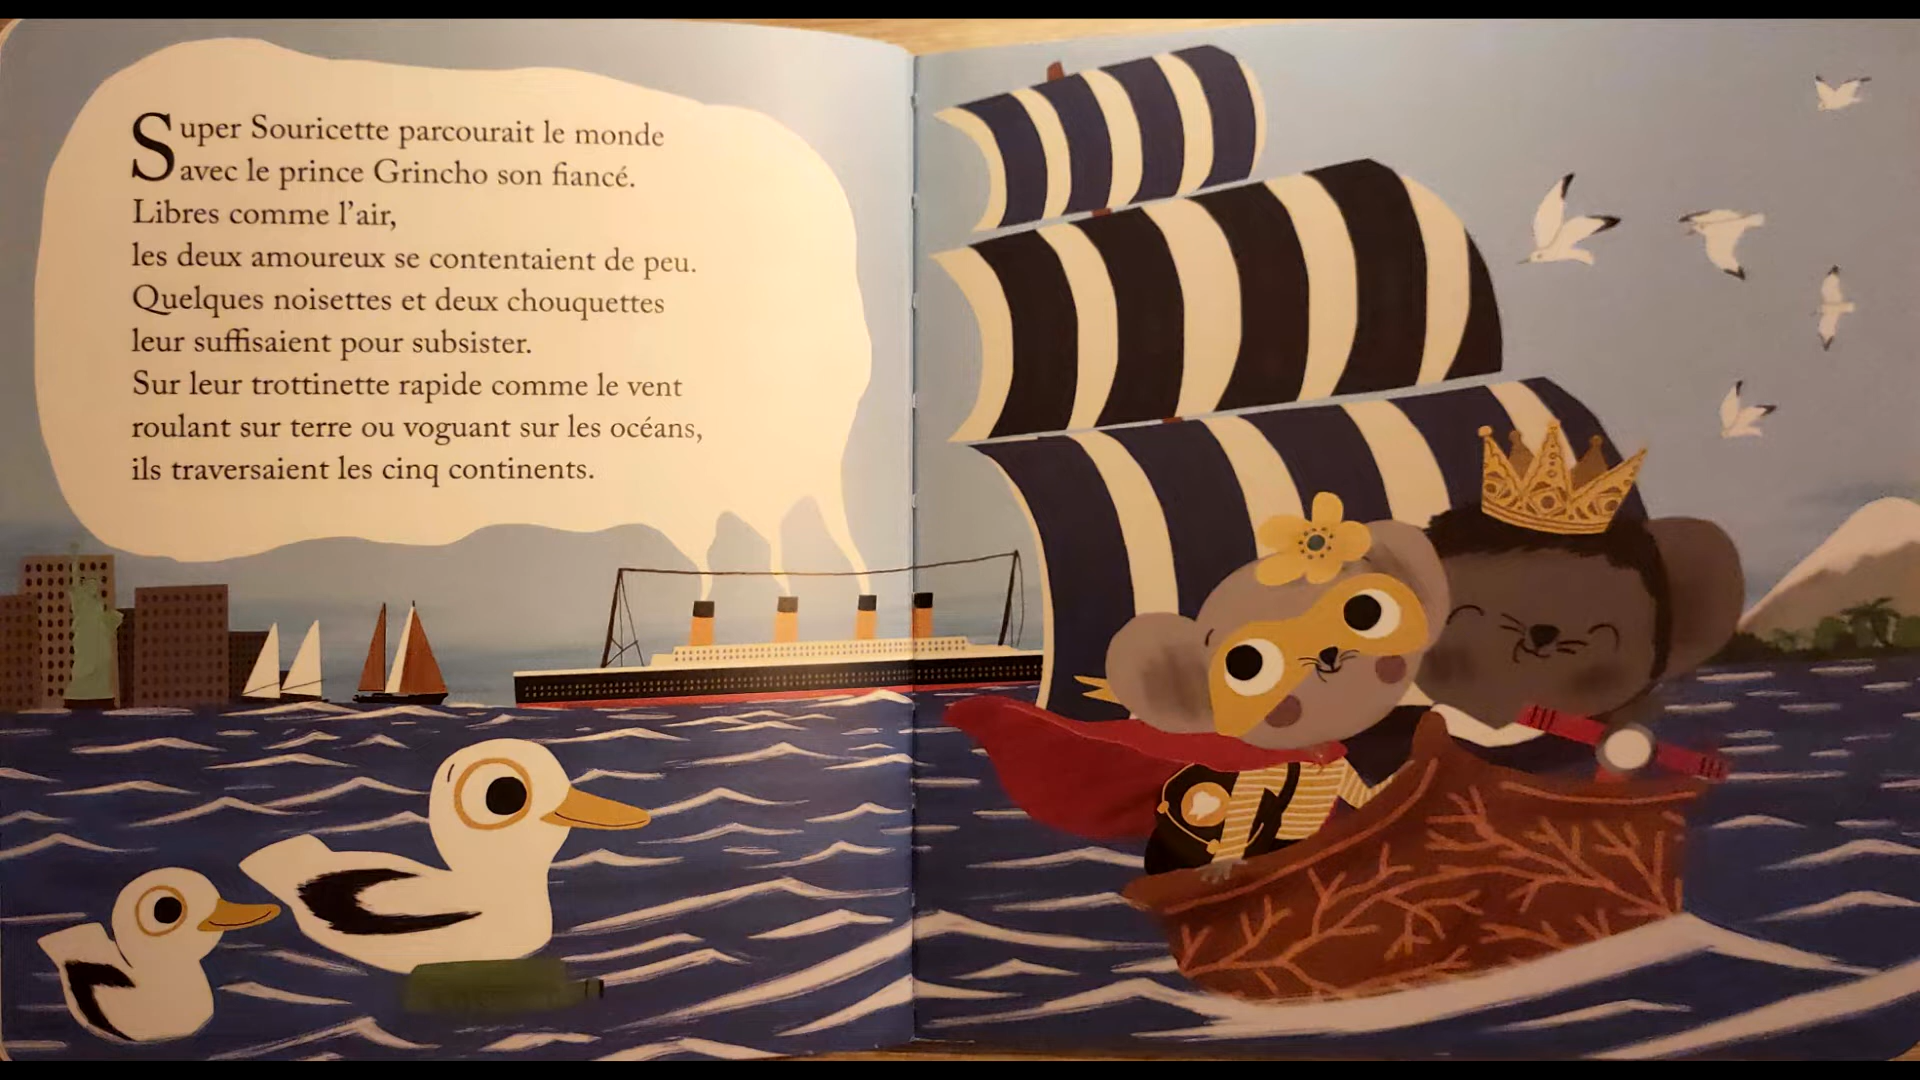 Super Souricette parcourait le monde
avec le prince Grincho son fiancé.
Libres comme l'air,
les deux amoureux se contentaient de peu.
Quelques noisettes et deux chouquettes
leur suffisaient pour subsister.
Sur leur trottinette rapide comme le vent
roulant sur terre ou voguant sur les océans,
ils traversaient les cinq continents.